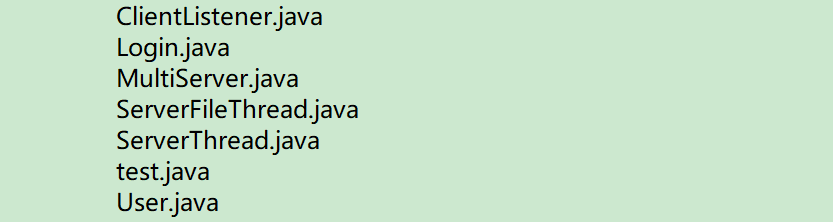 ClientListener.java
Login.java
MultiServer.java
ServerFileThread.java
ServerThread.java
test.java
User.java